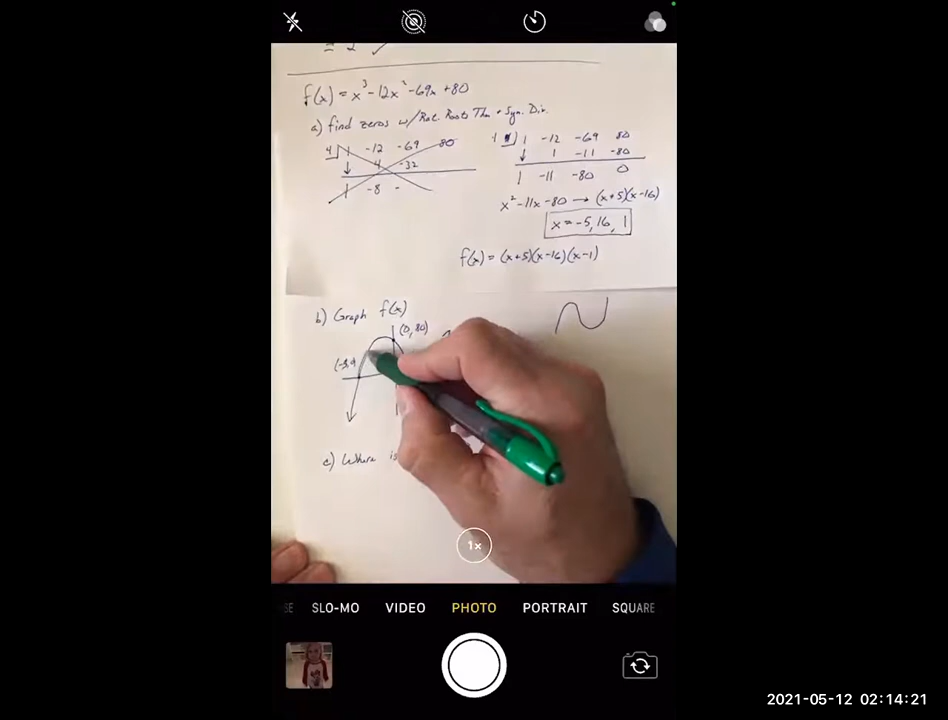 = 2 ✓
f(x) = x³ - 12x² - 69x + 80
a) find zeros w/ Rat. Roots Thm + Syn. Div.
4 1 -12 -69 80
↓ 4 -32
1 -8 -
1 1 -12 -69 80
↓ 1 -11 -80
1 -11 -80 0
x² - 11x - 80 → (x+5)(x-16)
x = -5, 16, 1
f(x) = (x+5)(x-16)(x-1)
b) Graph f(x)
(0, 80)
c) Where is
1x
SLO-MO VIDEO PHOTO PORTRAIT SQUARE
2021-05-12 02:14:21